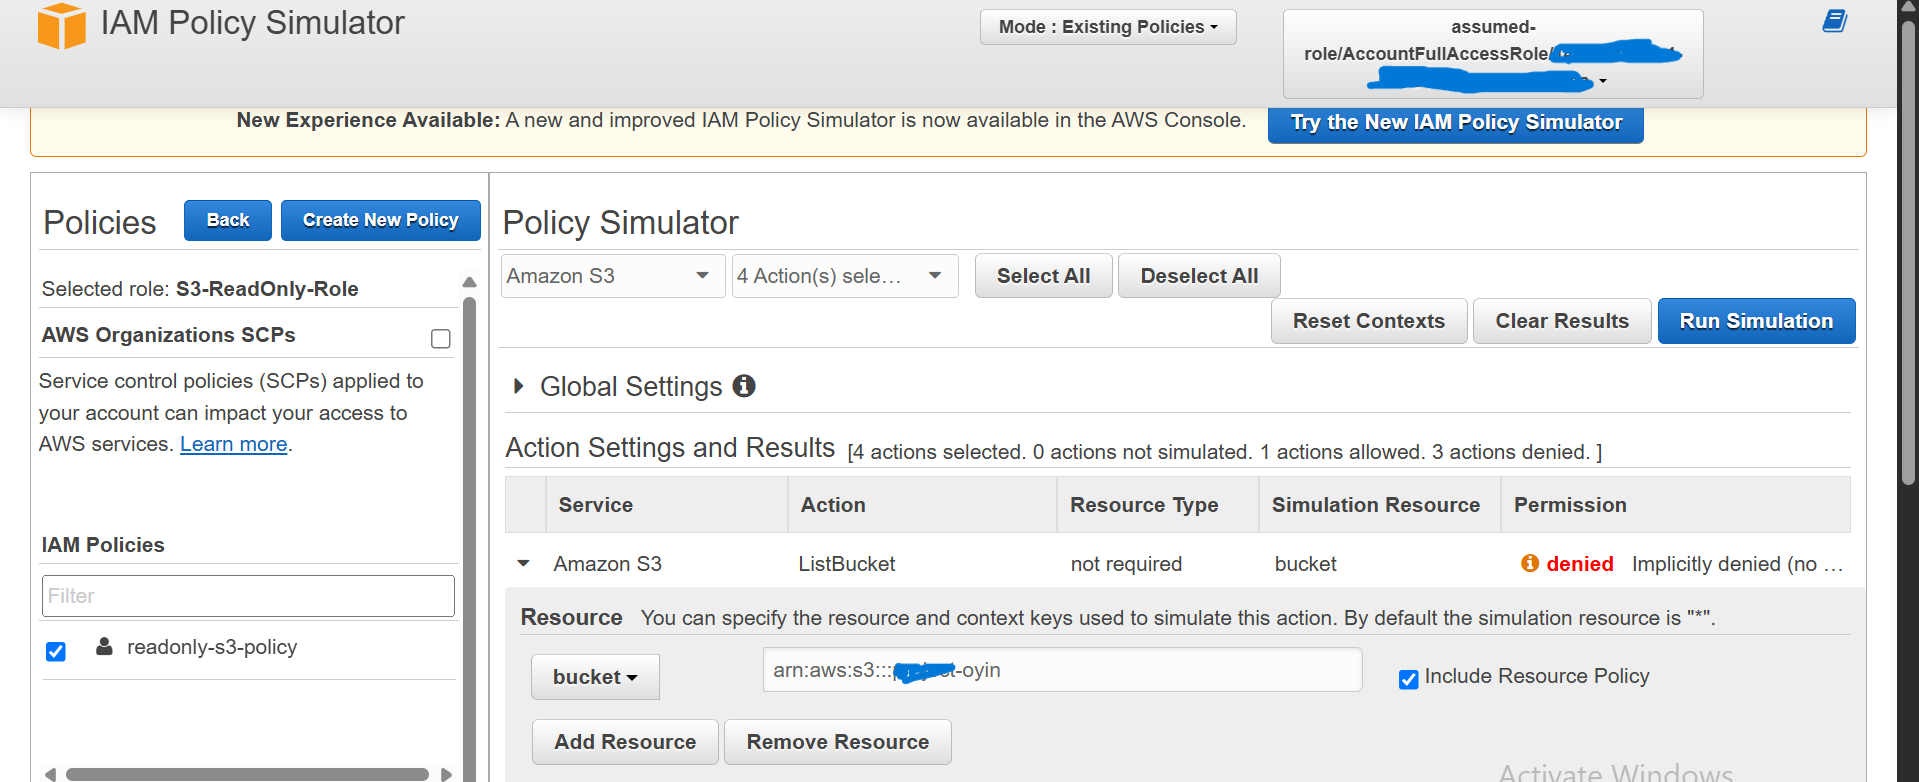 IAM Policy Simulator
Mode : Existing Policies
assumed-
role/AccountFullAccessRole/
New Experience Available: A new and improved IAM Policy Simulator is now available in the AWS Console.
Try the New IAM Policy Simulator
Policies
Back
Create New Policy
Selected role: S3-ReadOnly-Role
AWS Organizations SCPs
Service control policies (SCPs) applied to
your account can impact your access to
AWS services. Learn more.
IAM Policies
Filter
readonly-s3-policy
Policy Simulator
Amazon S3
4 Action(s) sele...
Select All
Deselect All
Reset Contexts
Clear Results
Run Simulation
Global Settings
Action Settings and Results [4 actions selected. 0 actions not simulated. 1 actions allowed. 3 actions denied. ]
Service Action Resource Type Simulation Resource Permission
Amazon S3 ListBucket not required bucket denied Implicitly denied (no ...
Resource You can specify the resource and context keys used to simulate this action. By default the simulation resource is "*".
bucket
arn:aws:s3:::
-oyin
Include Resource Policy
Add Resource
Remove Resource
Activate Windows